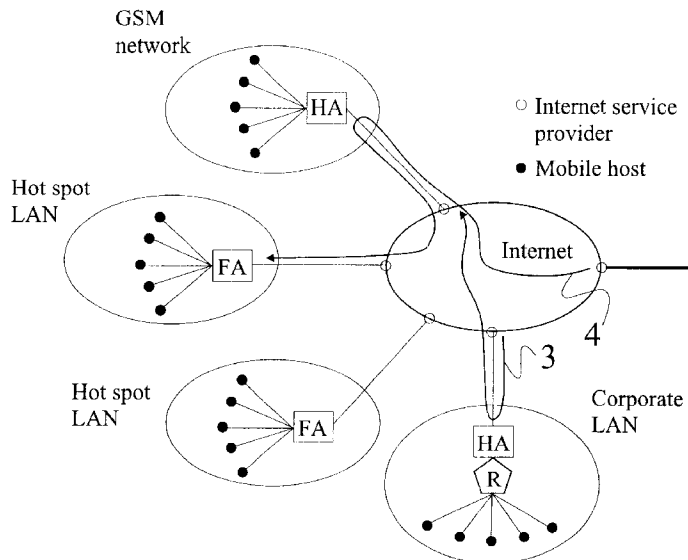 GSM
network
HA
Internet service
provider
Mobile host
Hot spot
LAN
FA
Internet
4
3
Hot spot
LAN
FA
Corporate
LAN
HA
R